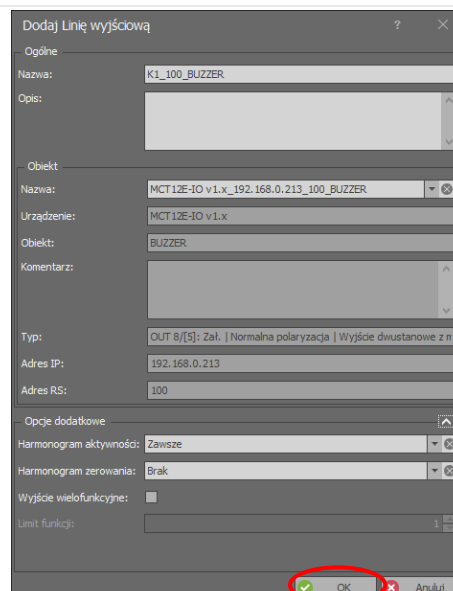 Dodaj Linię wyjściową ?
Ogólne
Nazwa: K1_100_BUZZER
Opis:
Obiekt
Nazwa: MCT12E-IO v1.x_192.168.0.213_100_BUZZER
Urządzenie: MCT12E-IO v1.x
Obiekt: BUZZER
Komentarz:
Typ: OUT 8/[5]: Zał. | Normalna polaryzacja | Wyjście dwustanowe z
Adres IP: 192.168.0.213
Adres RS: 100
Opcje dodatkowe
Harmonogram aktywności: Zawsze
Harmonogram zerowania: Brak
Wyjście wielofunkcyjne:
Limit funkcji: 1
OK Anuluj